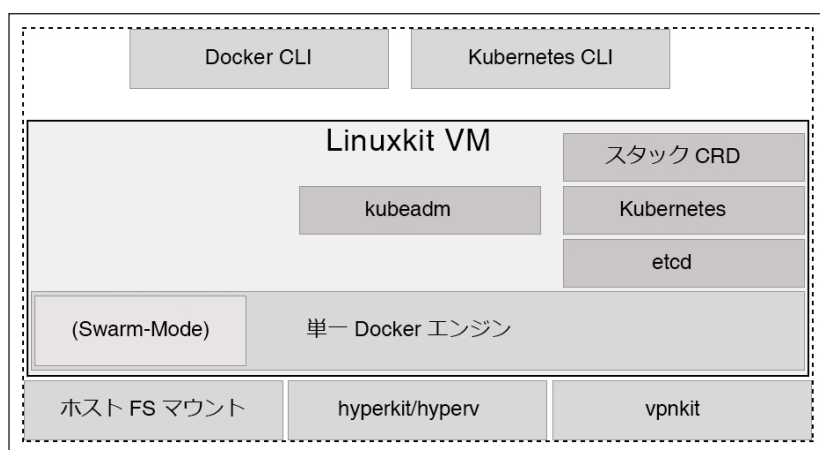 Docker CLI
Kubernetes CLI
Linuxkit VM
スタック CRD
kubeadm
Kubernetes
etcd
(Swarm-Mode)
単一 Docker エンジン
ホスト FS マウント
hyperkit/hyperv
vpnkit